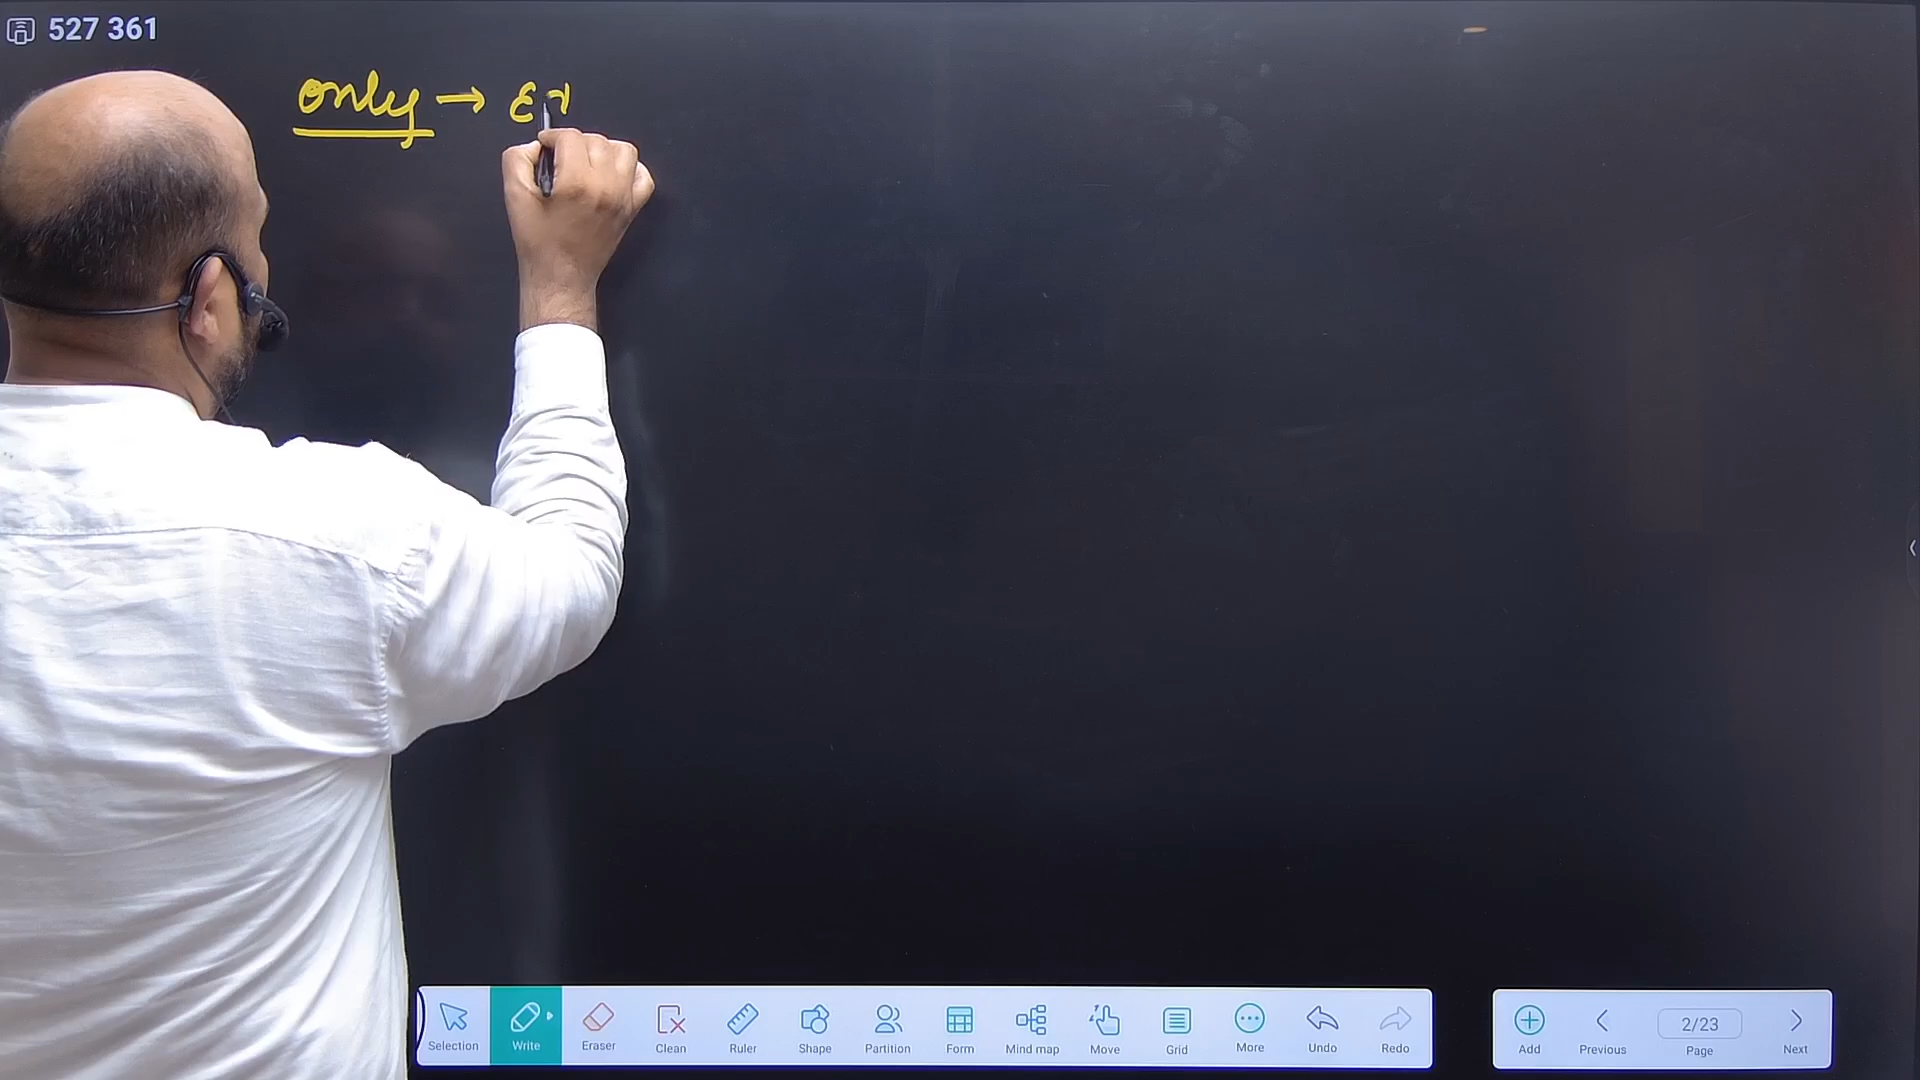 527 361
only →
Selection Write Eraser Clean Ruler Shape Partition Form Mind map Move Grid More Undo Redo Add Previous 2/23 Page Next